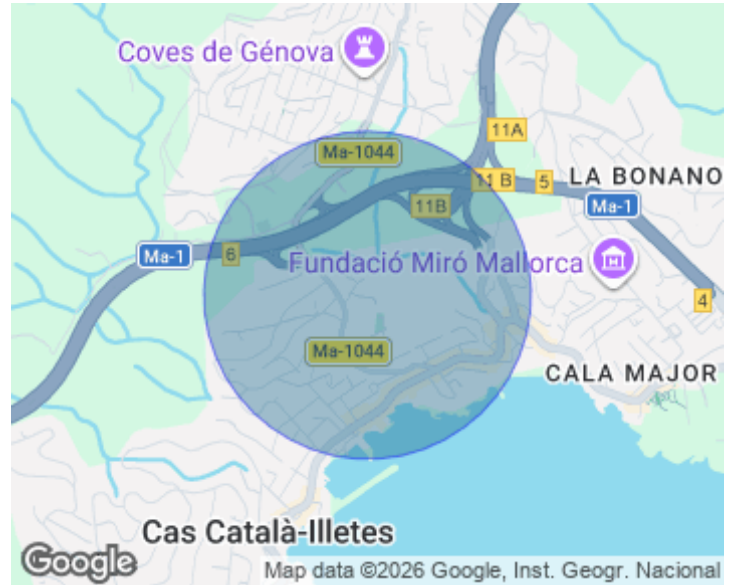 Coves de Génova
Ma-1044
11A
11 B
5
LA BONANO
Ma-1
11B
Ma-1
6
Fundació Miró Mallorca
4
Ma-1044
CALA MAJOR
Cas Català-Illetes
Google
Map data ©2026 Google, Inst. Geogr. Nacional